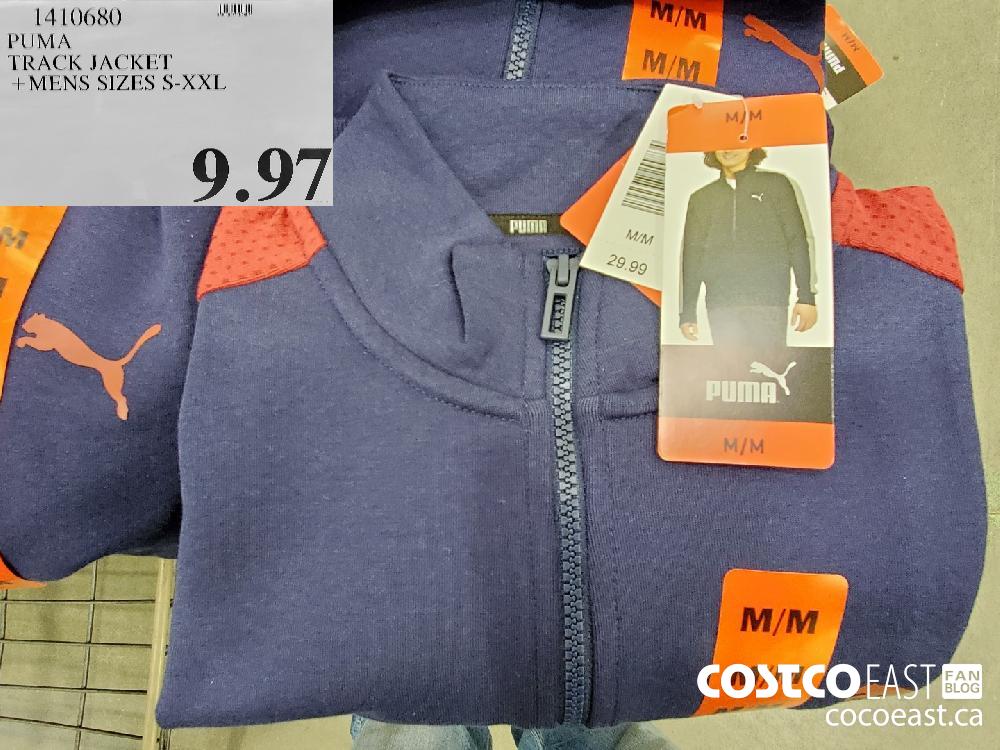 1410680
PUMA
TRACK JACKET
+MENS SIZES S-XXL
9.97
M/M
M/M
M/M
PUMA
M/M
PUMA
M/M
29.99
M/M
PUMA
M/M
M/M
COSTCO EAST FAN BLOG
cocoeast.ca